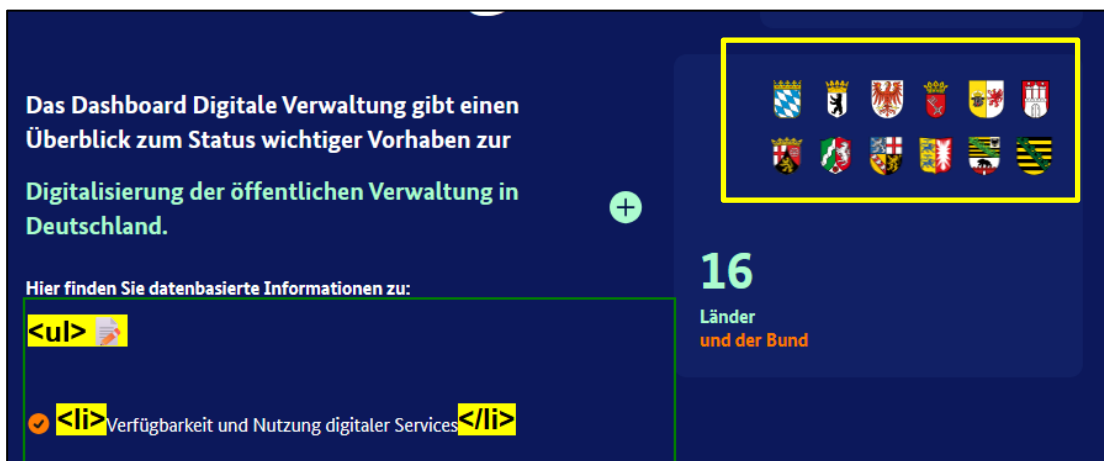 Das Dashboard Digitale Verwaltung gibt einen
Überblick zum Status wichtiger Vorhaben zur
Digitalisierung der öffentlichen Verwaltung in
Deutschland.
Hier finden Sie datenbasierte Informationen zu:
<ul>
<li>Verfügbarkeit und Nutzung digitaler Services</li>
16
Länder
und der Bund